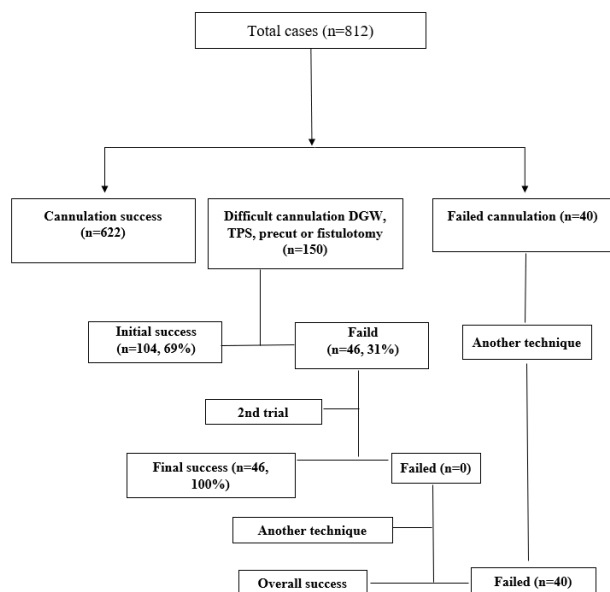 Total cases (n=812)
Cannulation success
(n=622)
Difficult cannulation DGW,
TPS, precut or fistulotomy
(n=150)
Failed cannulation (n=40)
Initial success
(n=104, 69%)
Faild
(n=46, 31%)
Another technique
2nd trial
Final success (n=46,
100%)
Failed (n=0)
Another technique
Overall success
Failed (n=40)